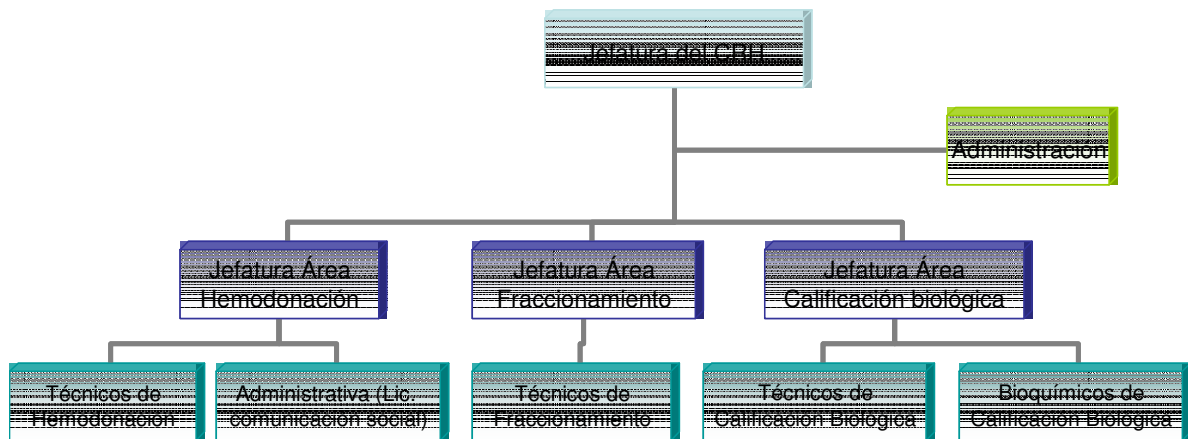 Jefatura del CRH
Administración
Jefatura Área
Hemodonación
Jefatura Área
Fraccionamiento
Jefatura Área
Calificación biológica
Técnicos de
Hemodonación
Administrativa (Lic.
comunicación social)
Técnicos de
Fraccionamiento
Técnicos de
Calificación Biológica
Bioquímicos de
Calificación Biológica